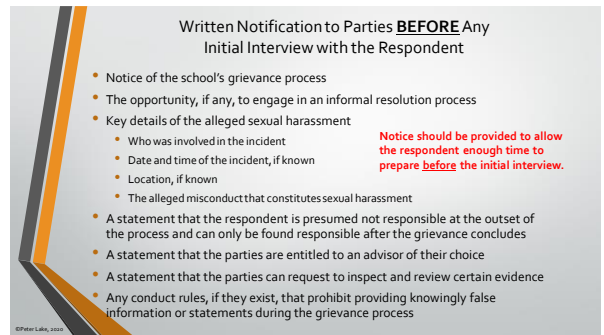 Written Notification to Parties BEFORE Any
Initial Interview with the Respondent
• Notice of the school's grievance process
• The opportunity, if any, to engage in an informal resolution process
• Key details of the alleged sexual harassment
• Who was involved in the incident
• Date and time of the incident, if known
• Location, if known
• The alleged misconduct that constitutes sexual harassment
Notice should be provided to allow
the respondent enough time to
prepare before the initial interview.
• A statement that the respondent is presumed not responsible at the outset of
the process and can only be found responsible after the grievance concludes
• A statement that the parties are entitled to an advisor of their choice
• A statement that the parties can request to inspect and review certain evidence
• Any conduct rules, if they exist, that prohibit providing knowingly false
information or statements during the grievance process
©Peter Lake, 2020